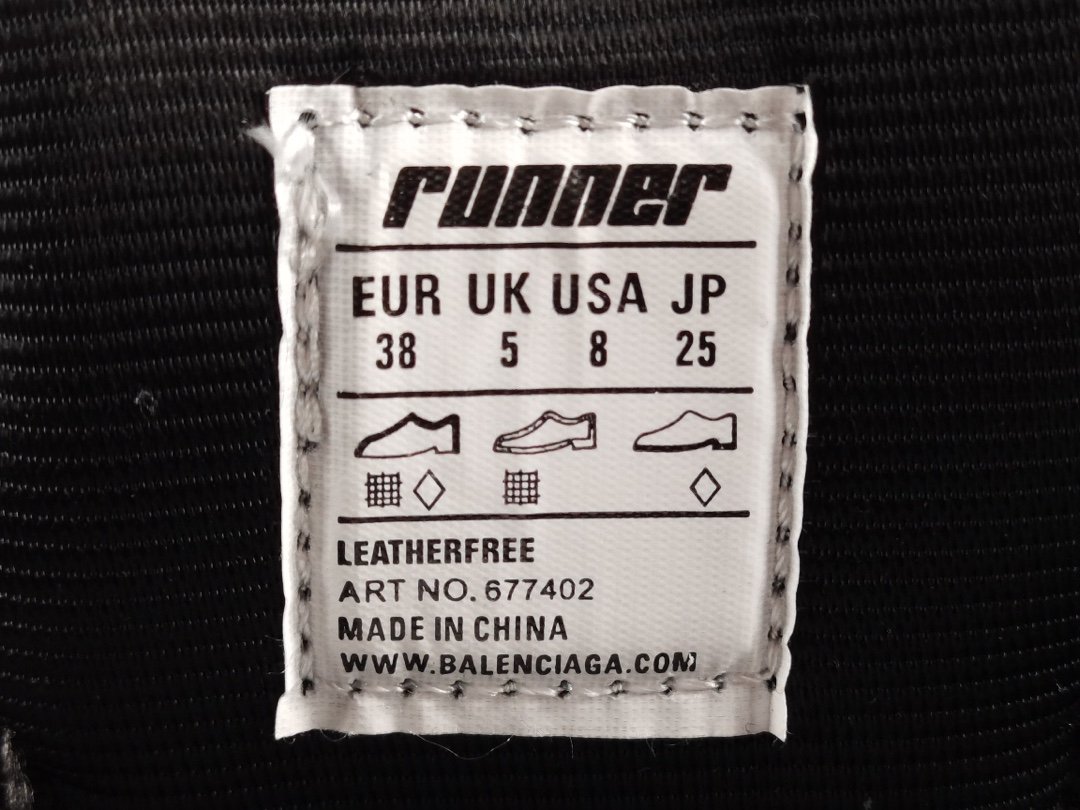 runner
EUR UK USA JP
38 5 8 25
LEATHERFREE
ART NO. 677402
MADE IN CHINA
WWW.BALENCIAGA.COM